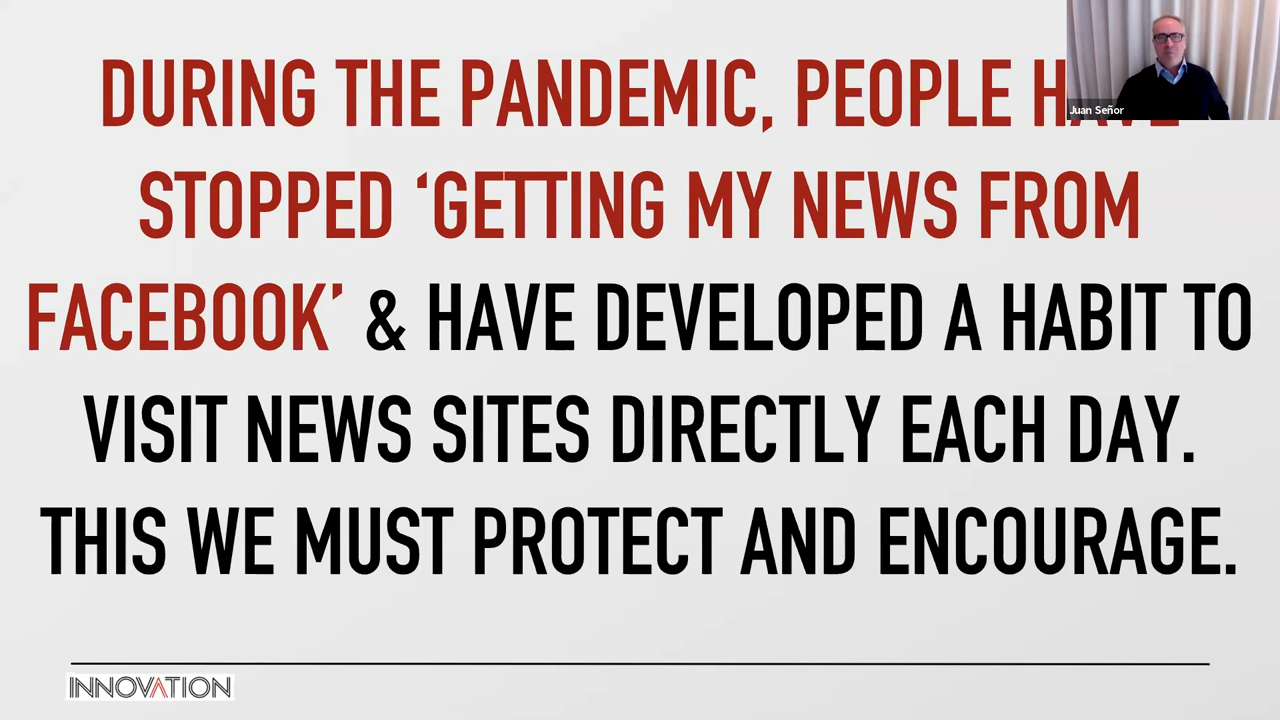 DURING THE PANDEMIC, PEOPLE HAVE
STOPPED ‘GETTING MY NEWS FROM
FACEBOOK’ & HAVE DEVELOPED A HABIT TO
VISIT NEWS SITES DIRECTLY EACH DAY.
THIS WE MUST PROTECT AND ENCOURAGE.
Juan Señor
INNOVATION